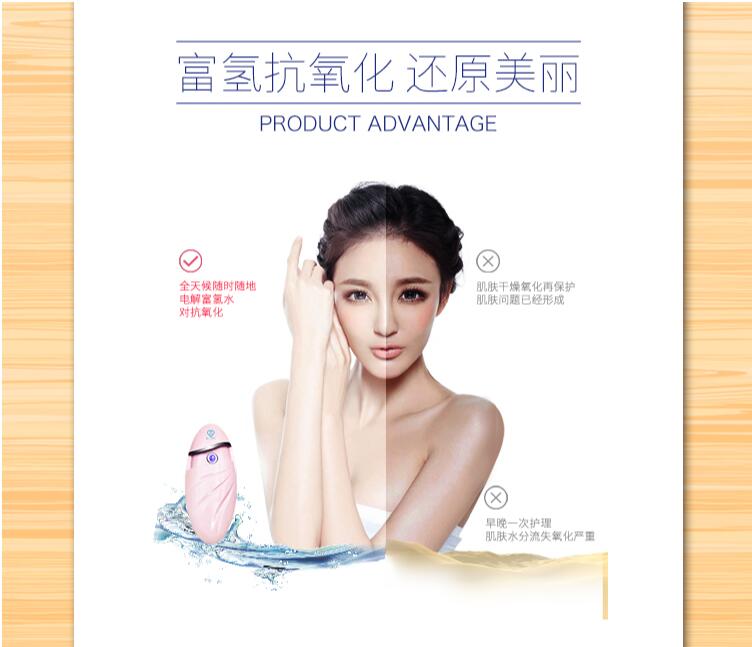 富氢抗氧化 还原美丽
PRODUCT ADVANTAGE
全天候随时随地
电解富氢水
对抗氧化
肌肤干燥氧化再保护
肌肤问题已经形成
早晚一次护理
肌肤水分流失氧化严重